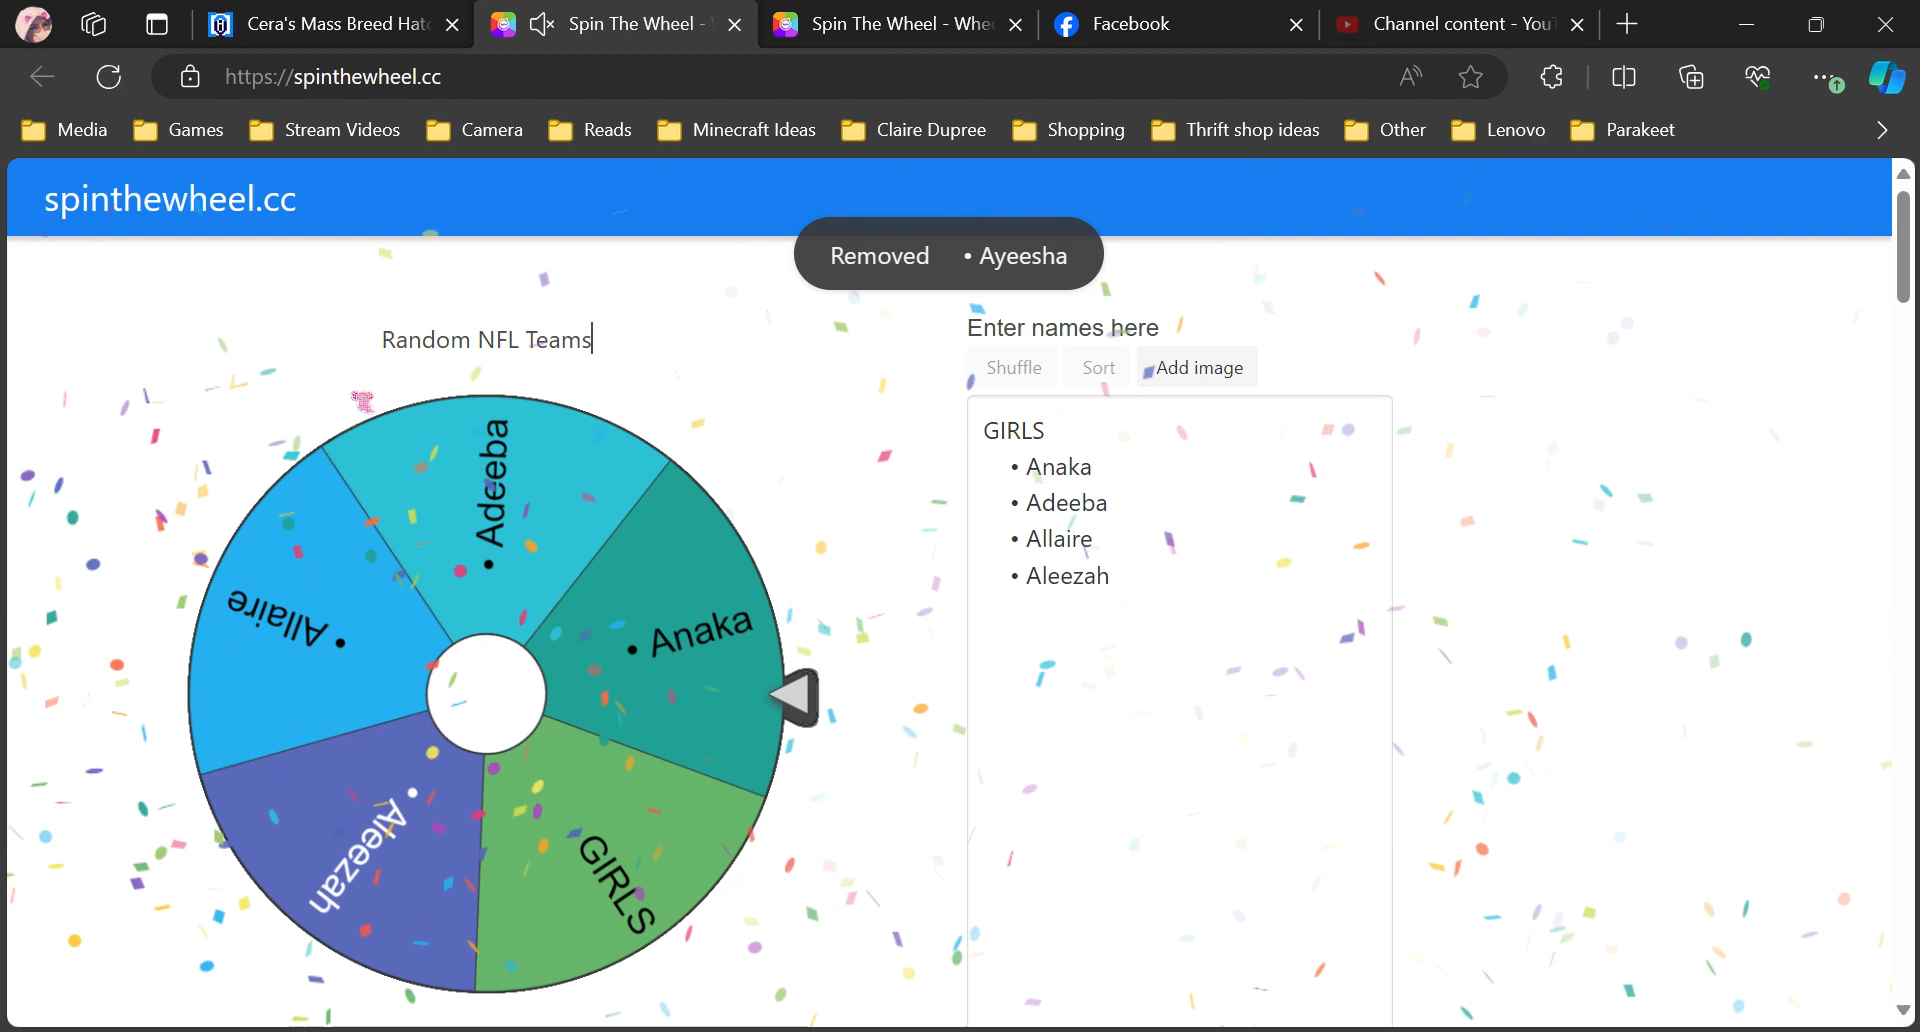 Cera's Mass Breed Hatc
Spin The Wheel -
Spin The Wheel - Whe
Facebook
Channel content - YouT
https://spinthewheel.cc
Media
Games
Stream Videos
Camera
Reads
Minecraft Ideas
Claire Dupree
Shopping
Thrift shop ideas
Other
Lenovo
Parakeet
spinthewheel.cc
Removed • Ayeesha
Random NFL Teams
Enter names here
Shuffle
Sort
Add image
GIRLS
• Anaka
• Adeeba
• Allaire
• Aleezah
• Adeeba
• Anaka
• Allaire
• Aleezah
GIRLS